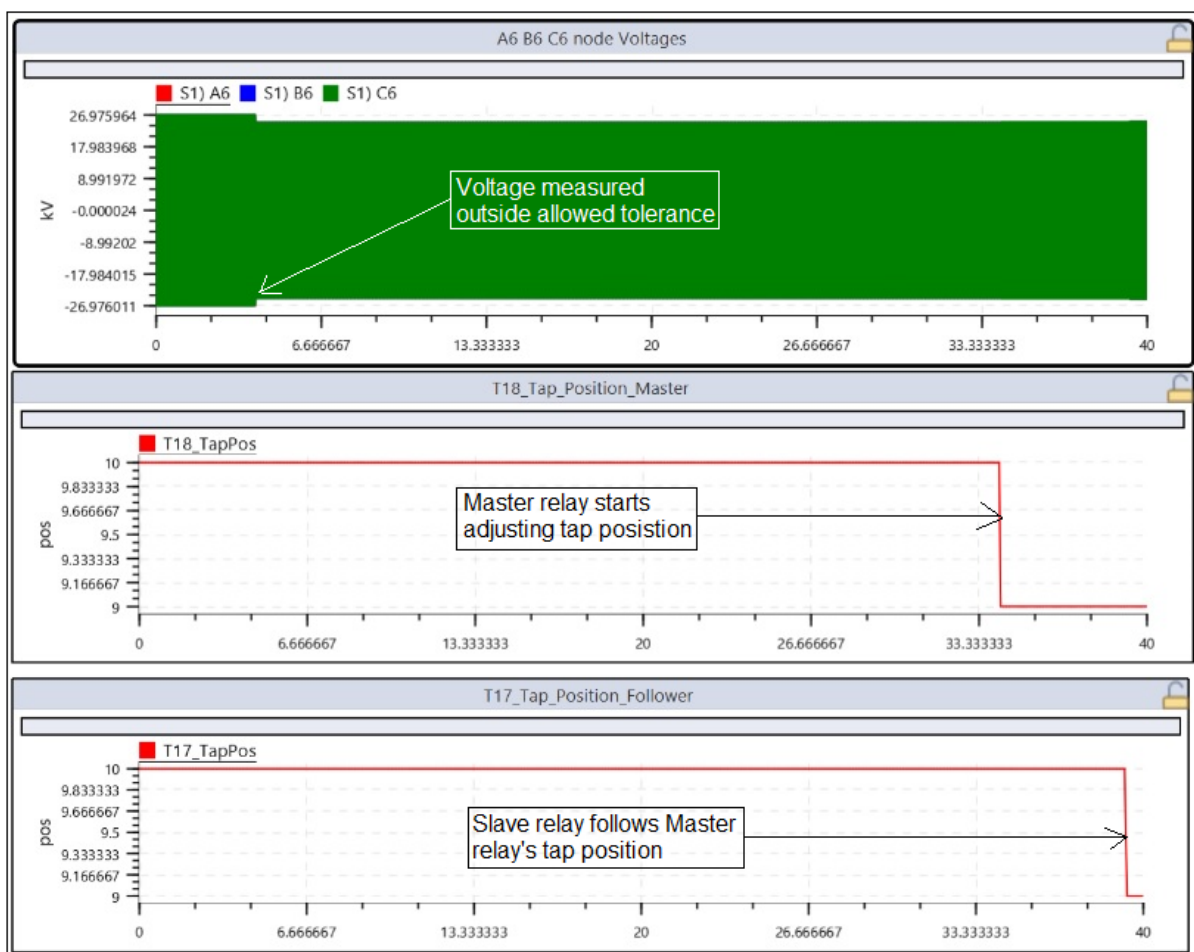 A6 B6 C6 node Voltages
S1) A6 S1) B6 S1) C6
26.975964
17.983968
8.991972
-0.000024
-8.99202
-17.984015
-26.976011
kV
Voltage measured
outside allowed tolerance
0 6.666667 13.333333 20 26.666667 33.333333 40
T18_Tap_Position_Master
T18_TapPos
10
9.833333
9.666667
9.5
9.333333
9.166667
9
pos
Master relay starts
adjusting tap posistion
0 6.666667 13.333333 20 26.666667 33.333333 40
T17_Tap_Position_Follower
T17_TapPos
10
9.833333
9.666667
9.5
9.333333
9.166667
9
pos
Slave relay follows Master
relay's tap position
0 6.666667 13.333333 20 26.666667 33.333333 40